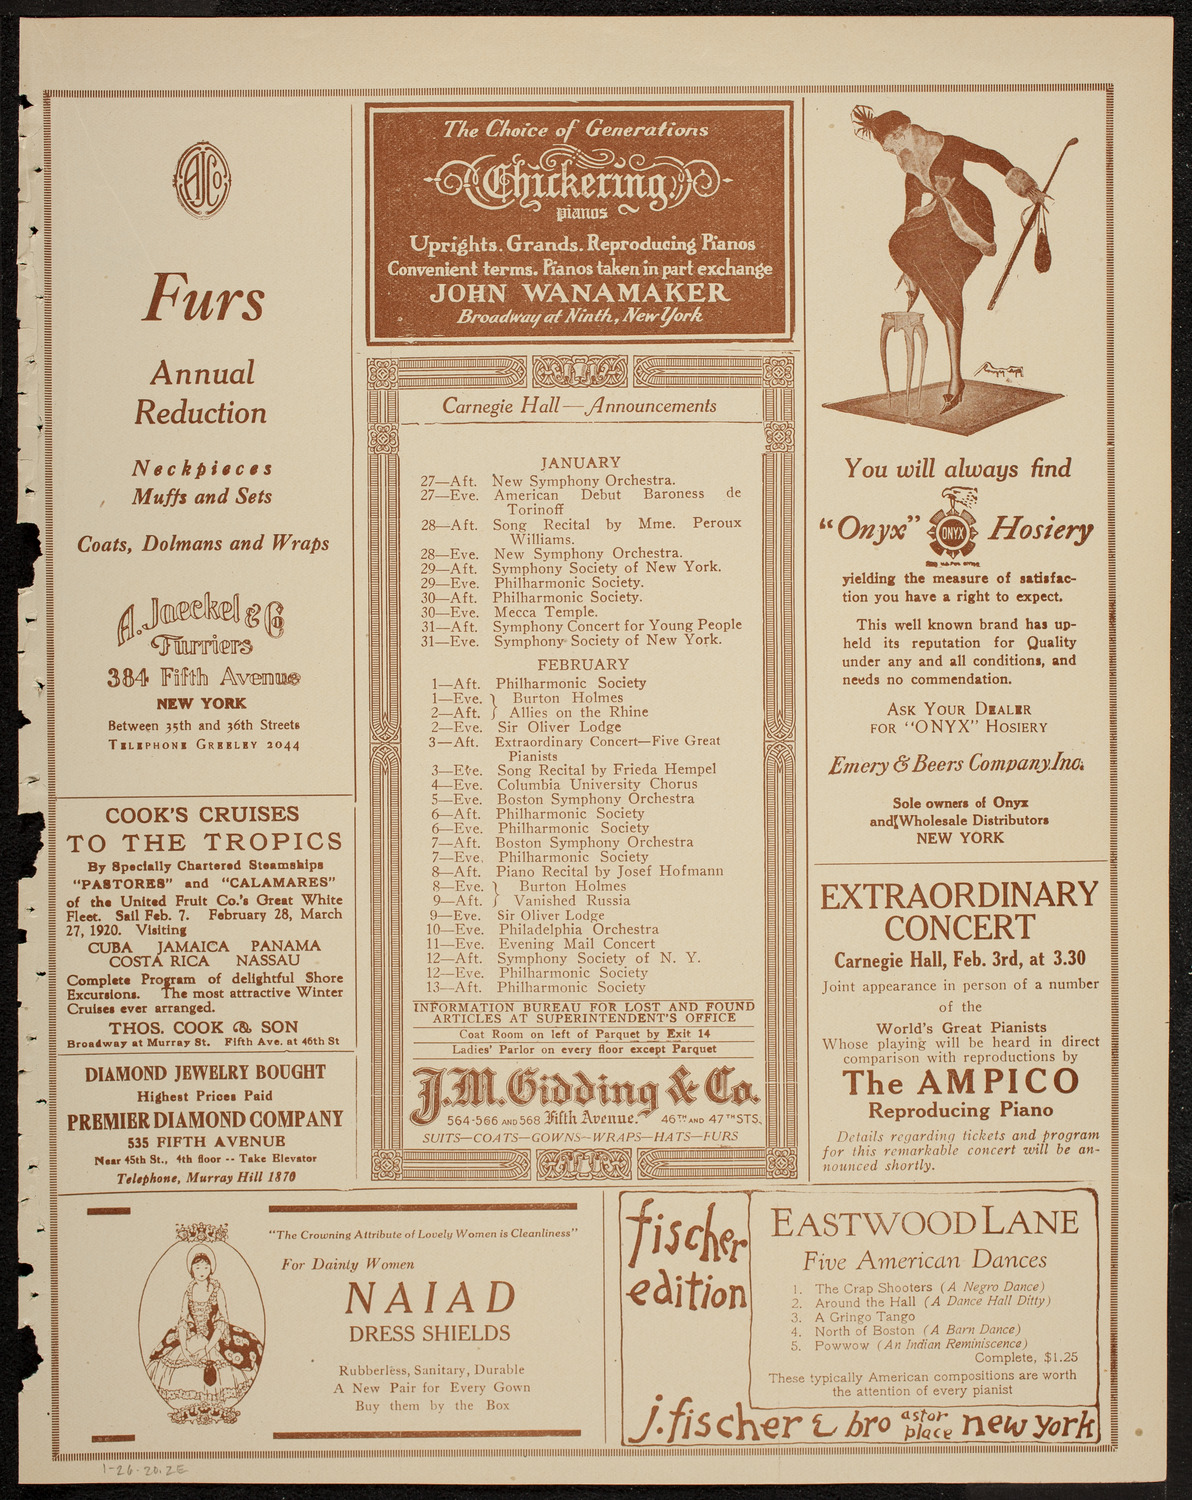 AJCo
Furs
Annual
Reduction
Neckpieces
Muffs and Sets
Coats, Dolmans and Wraps
A. Jaeckel & Co
Furriers
384 Fifth Avenue
NEW YORK
Between 35th and 36th Streets
TELEPHONE GREELEY 2044
COOK'S CRUISES
TO THE TROPICS
By Specially Chartered Steamships
"PASTORES" and "CALAMARES"
of the United Fruit Co.'s Great White
Fleet. Sail Feb. 7. February 28, March
27, 1920. Visiting
CUBA JAMAICA PANAMA
COSTA RICA NASSAU
Complete Program of delightful Shore
Excursions. The most attractive Winter
Cruises ever arranged.
THOS. COOK & SON
Broadway at Murray St. Fifth Ave. at 46th St
DIAMOND JEWELRY BOUGHT
Highest Prices Paid
PREMIER DIAMOND COMPANY
535 FIFTH AVENUE
Near 45th St., 4th floor -- Take Elevator
Telephone, Murray Hill 1870
The Choice of Generations
Chickering
pianos
Uprights. Grands. Reproducing Pianos
Convenient terms. Pianos taken in part exchange
JOHN WANAMAKER
Broadway at Ninth, New York
Carnegie Hall—Announcements
JANUARY
27—Aft. New Symphony Orchestra.
27—Eve. American Debut Baroness de
Torinoff
28—Aft. Song Recital by Mme. Peroux
Williams.
28—Eve. New Symphony Orchestra.
29—Aft. Symphony Society of New York.
29—Eve. Philharmonic Society.
30—Aft. Philharmonic Society.
30—Eve. Mecca Temple.
31—Aft. Symphony Concert for Young People
31—Eve. Symphony Society of New York.
FEBRUARY
1—Aft. Philharmonic Society
1—Eve. } Burton Holmes
2—Aft. } Allies on the Rhine
2—Eve. Sir Oliver Lodge
3—Aft. Extraordinary Concert—Five Great
Pianists
3—Eve. Song Recital by Frieda Hempel
4—Eve. Columbia University Chorus
5—Eve. Boston Symphony Orchestra
6—Aft. Philharmonic Society
6—Eve. Philharmonic Society
7—Aft. Boston Symphony Orchestra
7—Eve. Philharmonic Society
8—Aft. Piano Recital by Josef Hofmann
8—Eve. } Burton Holmes
9—Aft. } Vanished Russia
9—Eve. Sir Oliver Lodge
10—Eve. Philadelphia Orchestra
11—Eve. Evening Mail Concert
12—Aft. Symphony Society of N. Y.
12—Eve. Philharmonic Society
13—Aft. Philharmonic Society
INFORMATION BUREAU FOR LOST AND FOUND
ARTICLES AT SUPERINTENDENT'S OFFICE
Coat Room on left of Parquet by Exit 14
Ladies' Parlor on every floor except Parquet
J.M. Gidding & Co.
564-566 AND 568 Fifth Avenue. 46TH AND 47TH STS.
SUITS—COATS—GOWNS—WRAPS—HATS—FURS
You will always find
"Onyx" ONYX Hosiery
yielding the measure of satisfac-
tion you have a right to expect.
This well known brand has up-
held its reputation for Quality
under any and all conditions, and
needs no commendation.
ASK YOUR DEALER
FOR "ONYX" HOSIERY
Emery & Beers Company, Inc.
Sole owners of Onyx
and Wholesale Distributors
NEW YORK
EXTRAORDINARY
CONCERT
Carnegie Hall, Feb. 3rd, at 3.30
Joint appearance in person of a number
of the
World's Great Pianists
Whose playing will be heard in direct
comparison with reproductions by
The AMPICO
Reproducing Piano
Details regarding tickets and program
for this remarkable concert will be an-
nounced shortly.
"The Crowning Attribute of Lovely Women is Cleanliness"
For Dainty Women
NAIAD
DRESS SHIELDS
Rubberless, Sanitary, Durable
A New Pair for Every Gown
Buy them by the Box
fischer
edition
EASTWOOD LANE
Five American Dances
1. The Crap Shooters (A Negro Dance)
2. Around the Hall (A Dance Hall Ditty)
3. A Gringo Tango
4. North of Boston (A Barn Dance)
5. Powwow (An Indian Reminiscence)
Complete, $1.25
These typically American compositions are worth
the attention of every pianist
j. fischer & bro astor place new york
1-26-20.2E